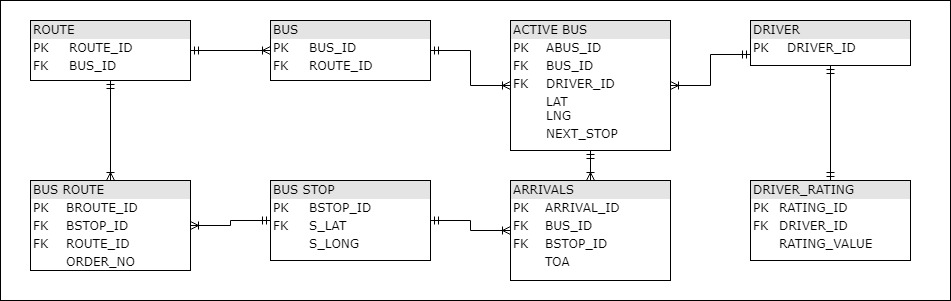 ROUTE
PK ROUTE_ID
FK BUS_ID
BUS
PK BUS_ID
FK ROUTE_ID
ACTIVE BUS
PK ABUS_ID
FK BUS_ID
FK DRIVER_ID
LAT
LNG
NEXT_STOP
DRIVER
PK DRIVER_ID
BUS ROUTE
PK BROUTE_ID
FK BSTOP_ID
FK ROUTE_ID
ORDER_NO
BUS STOP
PK BSTOP_ID
FK S_LAT
S_LONG
ARRIVALS
PK ARRIVAL_ID
FK BUS_ID
FK BSTOP_ID
TOA
DRIVER_RATING
PK RATING_ID
FK DRIVER_ID
RATING_VALUE